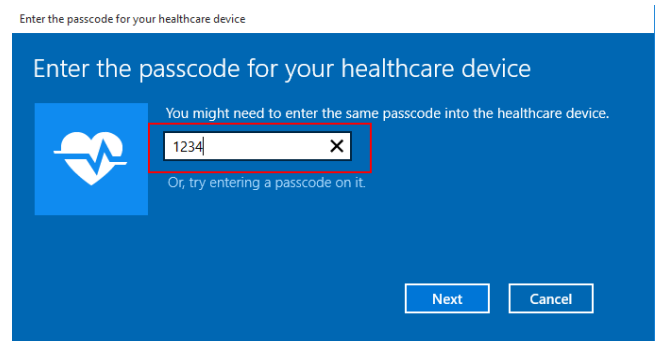 Enter the passcode for your healthcare device
Enter the passcode for your healthcare device
You might need to enter the same passcode into the healthcare device.
1234
Or, try entering a passcode on it.
Next Cancel